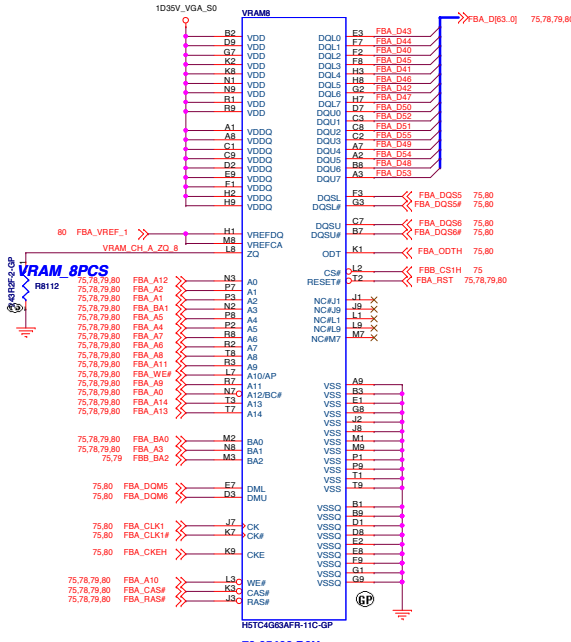 1D35V_VGA_S0
VRAM8
FBA_D[63..0] 75,78,79,80
B2 VDD DQL0 E3 FBA_D43
D9 VDD DQL1 F7 FBA_D44
G7 VDD DQL2 F2 FBA_D40
K2 VDD DQL3 F8 FBA_D45
K8 VDD DQL4 H3 FBA_D41
N1 VDD DQL5 H8 FBA_D46
N9 VDD DQL6 G2 FBA_D42
R1 VDD DQL7 H7 FBA_D47
R9 VDD DQU0 D7 FBA_D50
DQU1 C3 FBA_D52
A1 VDDQ DQU2 C8 FBA_D51
A8 VDDQ DQU3 C2 FBA_D55
C1 VDDQ DQU4 A7 FBA_D49
C9 VDDQ DQU5 A2 FBA_D54
D2 VDDQ DQU6 B8 FBA_D48
E9 VDDQ DQU7 A3 FBA_D53
F1 VDDQ
H2 VDDQ DQSL F3 FBA_DQS5 75,80
H9 VDDQ DQSL# G3 FBA_DQS5# 75,80
DQSU C7 FBA_DQS6 75,80
80 FBA_VREF_1 H1 VREFDQ DQSU# B7 FBA_DQS6# 75,80
M8 VREFCA
VRAM_CH_A_ZQ_8 L8 ZQ ODT K1 FBA_ODTH 75,80
VRAM_8PCS
R8112
243R2F-2-GP
CS# L2 FBB_CS1H 75
RESET# T2 FBA_RST 75,78,79,80
75,78,79,80 FBA_A12 N3 A0
75,78,79,80 FBA_A2 P7 A1
75,78,79,80 FBA_A1 P3 A2 NC#J1 J1
75,78,79,80 FBA_BA1 N2 A3 NC#J9 J9
75,78,79,80 FBA_A5 P8 A4 NC#L1 L1
75,78,79,80 FBA_A4 P2 A5 NC#L9 L9
75,78,79,80 FBA_A6 R8 A6 NC#M7 M7
75,78,79,80 FBA_A7 R2 A7
75,78,79,80 FBA_A8 T8 A8
75,78,79,80 FBA_A11 R3 A9
75,78,79,80 FBA_WE# L7 A10/AP
75,78,79,80 FBA_A9 R7 A11 VSS A9
75,78,79,80 FBA_A0 N7 A12/BC# VSS B3
75,78,79,80 FBA_A14 T3 A13 VSS E1
75,78,79,80 FBA_A13 T7 A14 VSS G8
VSS J2
VSS J8
75,78,79,80 FBA_BA0 M2 BA0 VSS M1
75,78,79,80 FBA_A3 N8 BA1 VSS M9
75,79 FBB_BA2 M3 BA2 VSS P1
VSS P9
VSS T1
75,80 FBA_DQM5 E7 DML VSS T9
75,80 FBA_DQM6 D3 DMU
VSSQ B1
VSSQ B9
75,80 FBA_CLK1 J7 CK VSSQ D1
75,80 FBA_CLK1# K7 CK# VSSQ D8
VSSQ E2
75,80 FBA_CKEH K9 CKE VSSQ E8
VSSQ F9
VSSQ G1
75,78,79,80 FBA_A10 L3 WE# VSSQ G9
75,78,79,80 FBA_CAS# K3 CAS#
75,78,79,80 FBA_RAS# J3 RAS#
GP
H5TC4G63AFR-11C-GP